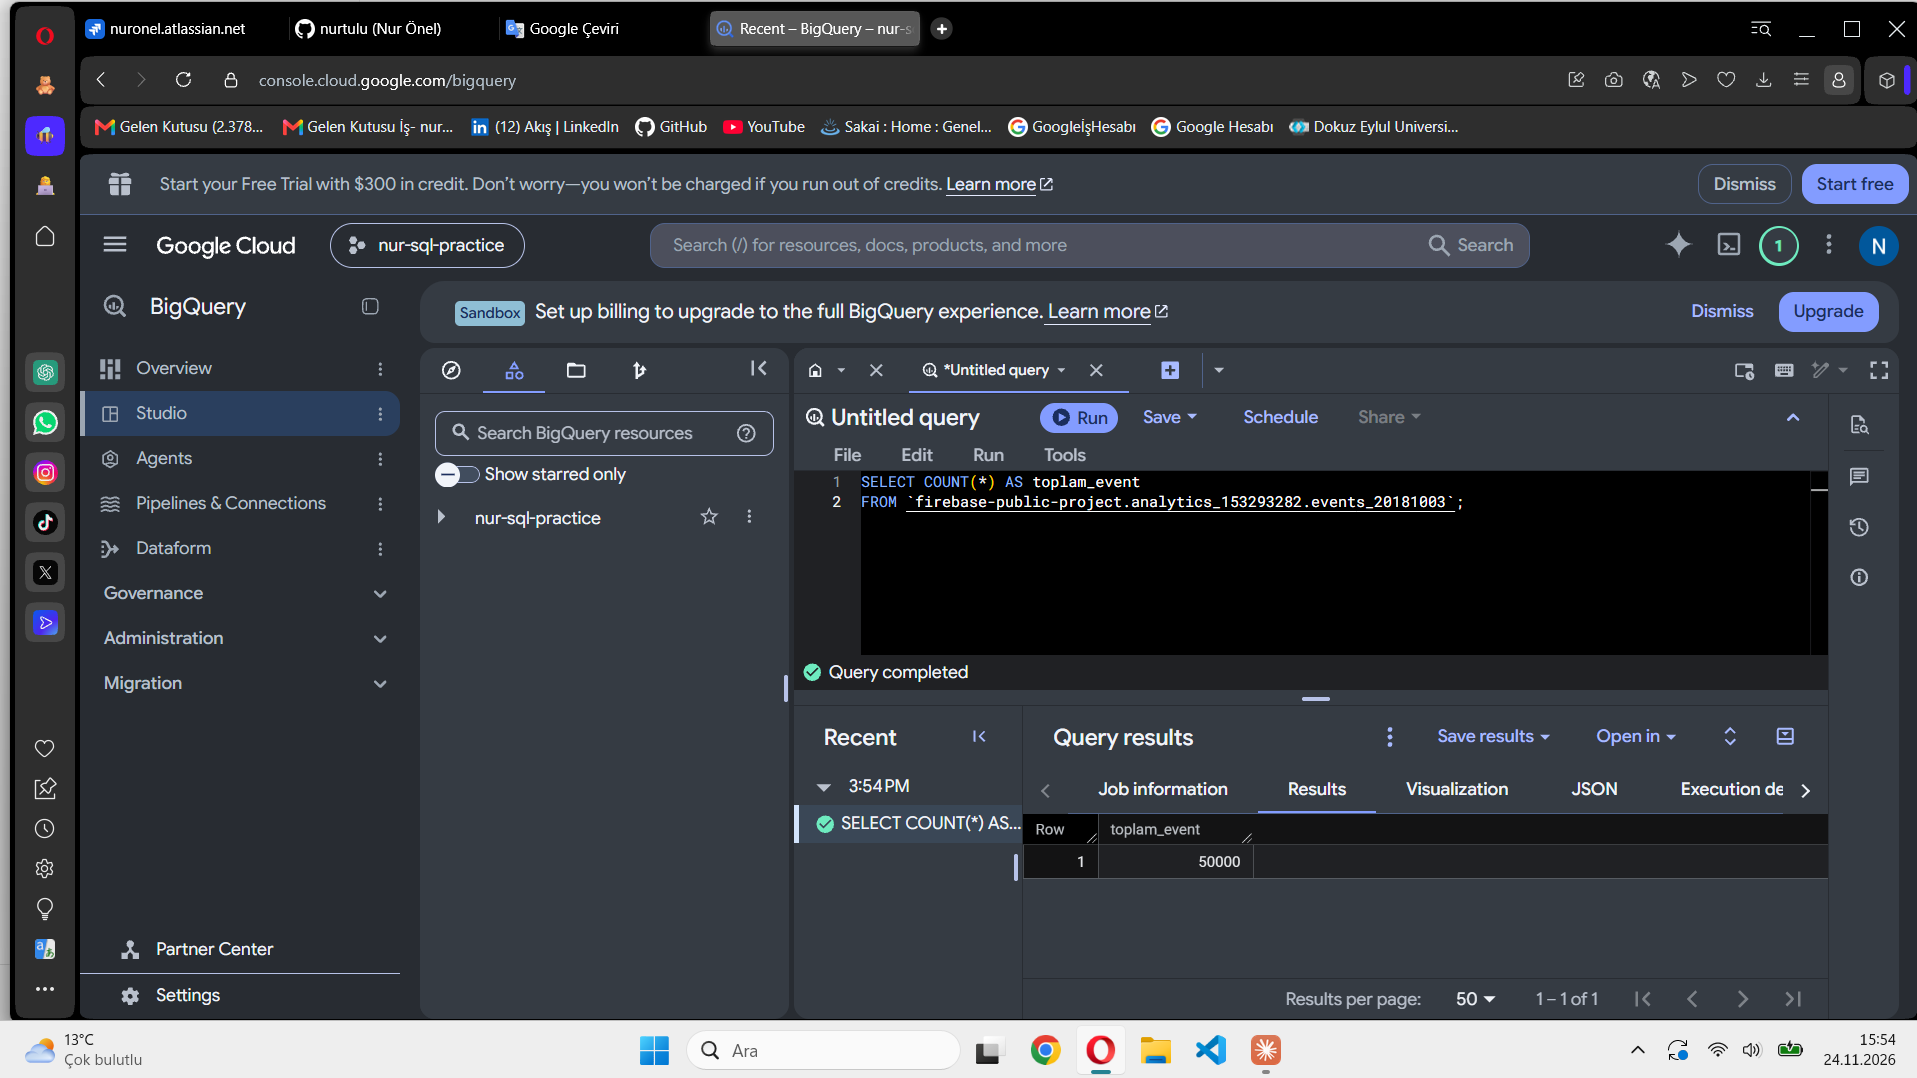 nuronel.atlassian.net
nurtulu (Nur Önel)
Google Çeviri
Recent – BigQuery – nur-s
console.cloud.google.com/bigquery
Gelen Kutusu (2.378...
Gelen Kutusu İş- nur...
(12) Akış | LinkedIn
GitHub
YouTube
Sakai : Home : Genel...
GoogleİşHesabı
Google Hesabı
Dokuz Eylul Universi...
Start your Free Trial with $300 in credit. Don't worry—you won't be charged if you run out of credits. Learn more
Dismiss
Start free
Google Cloud
nur-sql-practice
Search (/) for resources, docs, products, and more
Search
1
N
BigQuery
Sandbox
Set up billing to upgrade to the full BigQuery experience. Learn more
Dismiss
Upgrade
Overview
Studio
Agents
Pipelines & Connections
Dataform
Governance
Administration
Migration
Partner Center
Settings
Search BigQuery resources
Show starred only
nur-sql-practice
*Untitled query
Untitled query
Run
Save
Schedule
Share
File
Edit
Run
Tools
1 SELECT COUNT(*) AS toplam_event
2 FROM `firebase-public-project.analytics_153293282.events_20181003`;
Query completed
Recent
3:54 PM
SELECT COUNT(*) AS...
Query results
Save results
Open in
Job information
Results
Visualization
JSON
Execution de
Row
toplam_event
1
50000
Results per page:
50
1 – 1 of 1
13°C
Çok bulutlu
Ara
15:54
24.11.2026